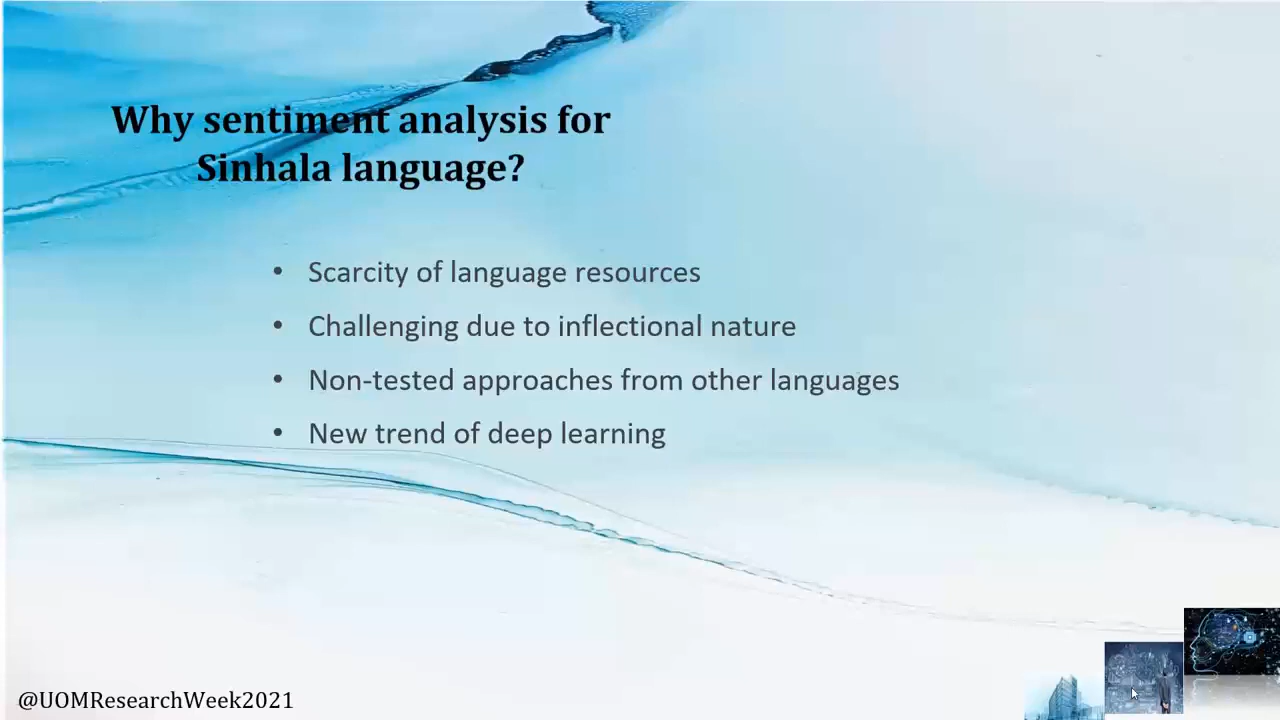 Why sentiment analysis for
Sinhala language?
• Scarcity of language resources
• Challenging due to inflectional nature
• Non-tested approaches from other languages
• New trend of deep learning
@UOMResearchWeek2021